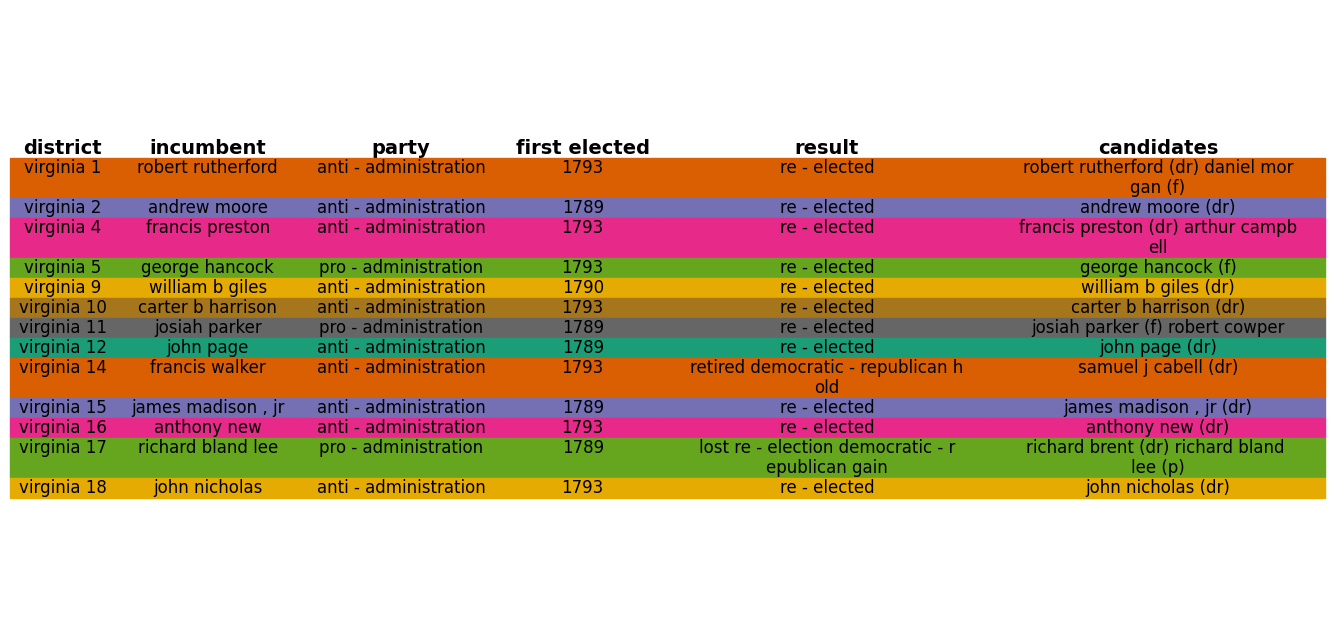 district incumbent party first elected result candidates
virginia 1 robert rutherford anti - administration 1793 re - elected robert rutherford (dr) daniel mor
gan (f)
virginia 2 andrew moore anti - administration 1789 re - elected andrew moore (dr)
virginia 4 francis preston anti - administration 1793 re - elected francis preston (dr) arthur campb
ell
virginia 5 george hancock pro - administration 1793 re - elected george hancock (f)
virginia 9 william b giles anti - administration 1790 re - elected william b giles (dr)
virginia 10 carter b harrison anti - administration 1793 re - elected carter b harrison (dr)
virginia 11 josiah parker pro - administration 1789 re - elected josiah parker (f) robert cowper
virginia 12 john page anti - administration 1789 re - elected john page (dr)
virginia 14 francis walker anti - administration 1793 retired democratic - republican h samuel j cabell (dr)
old
virginia 15 james madison , jr anti - administration 1789 re - elected james madison , jr (dr)
virginia 16 anthony new anti - administration 1793 re - elected anthony new (dr)
virginia 17 richard bland lee pro - administration 1789 lost re - election democratic - r richard brent (dr) richard bland
epublican gain lee (p)
virginia 18 john nicholas anti - administration 1793 re - elected john nicholas (dr)